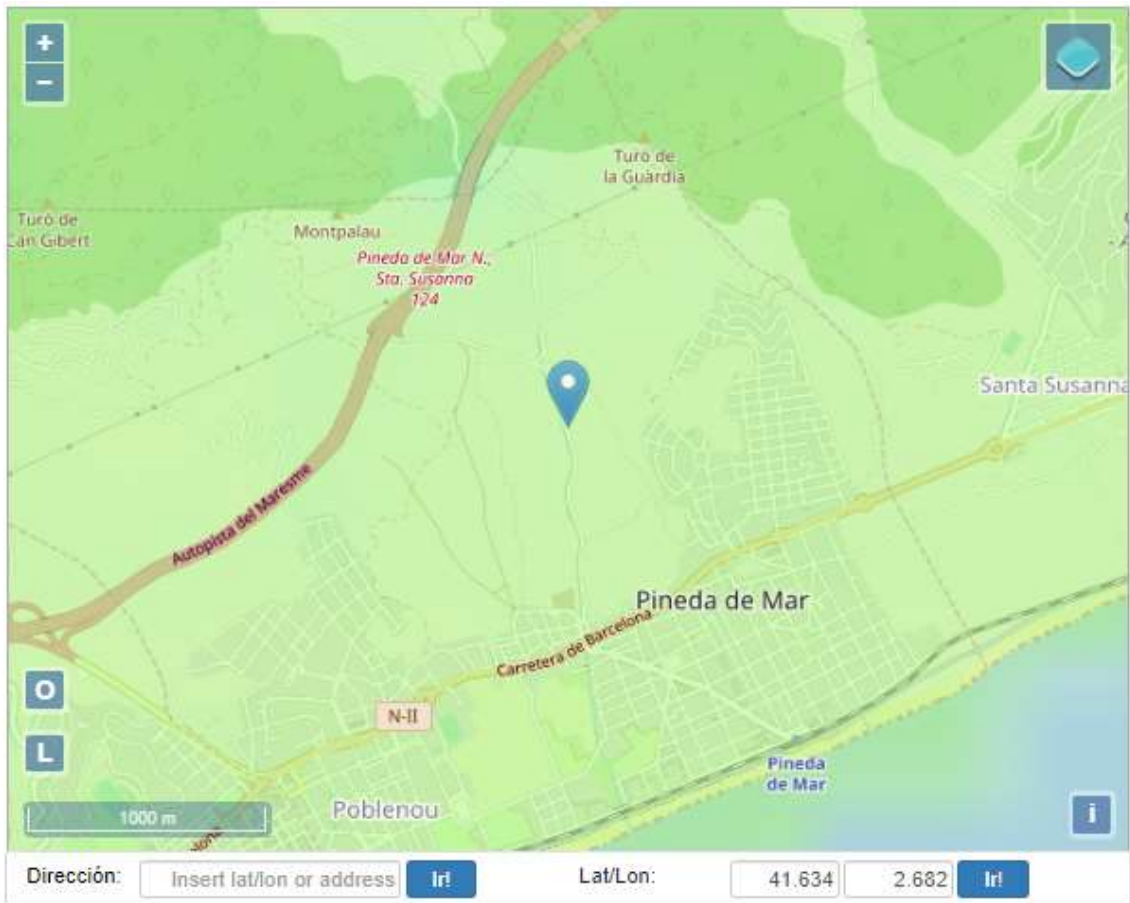 +
−
Turó de
la Guàrdia
Turó de
Can Gibert
Montpalau
Pineda de Mar N.,
Sta. Susanna
124
Santa Susanna
Autopista del Maresme
Pineda de Mar
Carretera de Barcelona
O
N-II
L
Pineda
de Mar
Poblenou
1000 m
i
Dirección: Insert lat/lon or address Ir! Lat/Lon: 41.634 2.682 Ir!